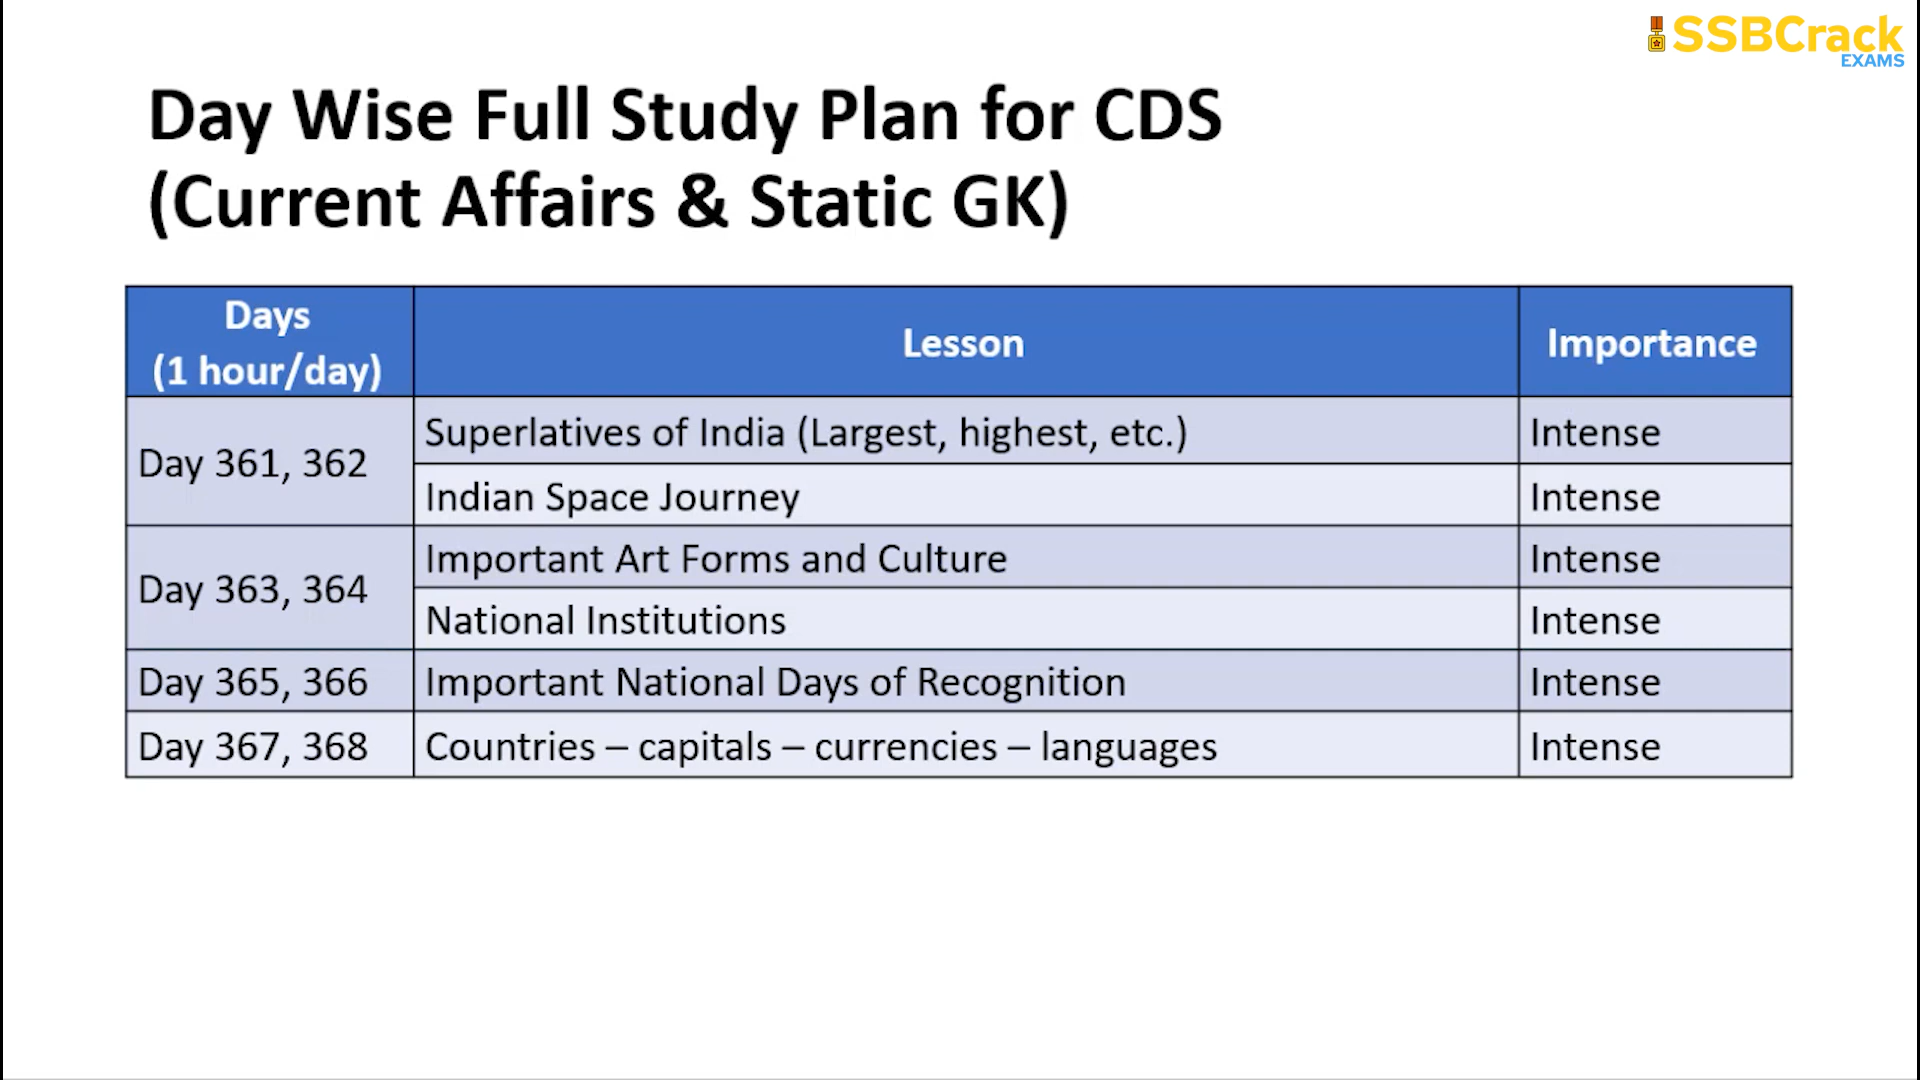 SSBCrack
EXAMS
Day Wise Full Study Plan for CDS
(Current Affairs & Static GK)
Days
(1 hour/day)
Lesson
Importance
Day 361, 362
Superlatives of India (Largest, highest, etc.)
Intense
Indian Space Journey
Intense
Day 363, 364
Important Art Forms and Culture
Intense
National Institutions
Intense
Day 365, 366
Important National Days of Recognition
Intense
Day 367, 368
Countries – capitals – currencies – languages
Intense